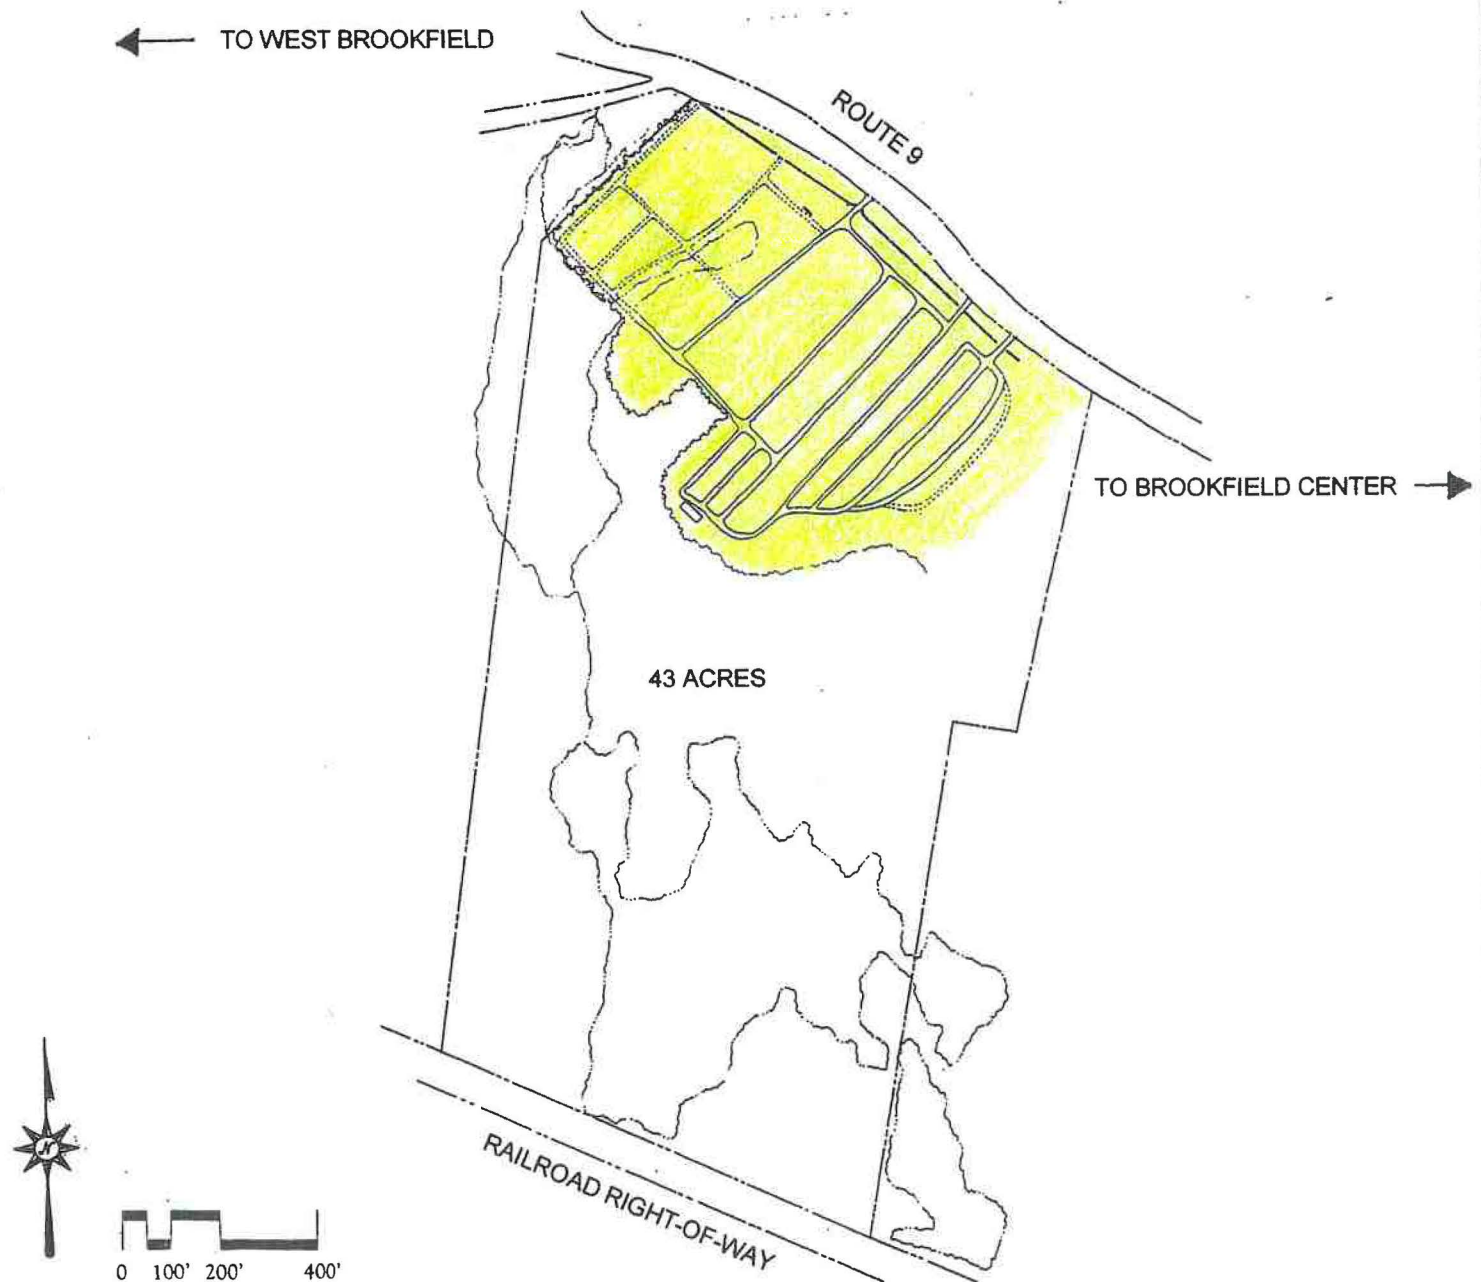 TO WEST BROOKFIELD
ROUTE 9
TO BROOKFIELD CENTER
43 ACRES
N
RAILROAD RIGHT-OF-WAY
0 100' 200' 400'